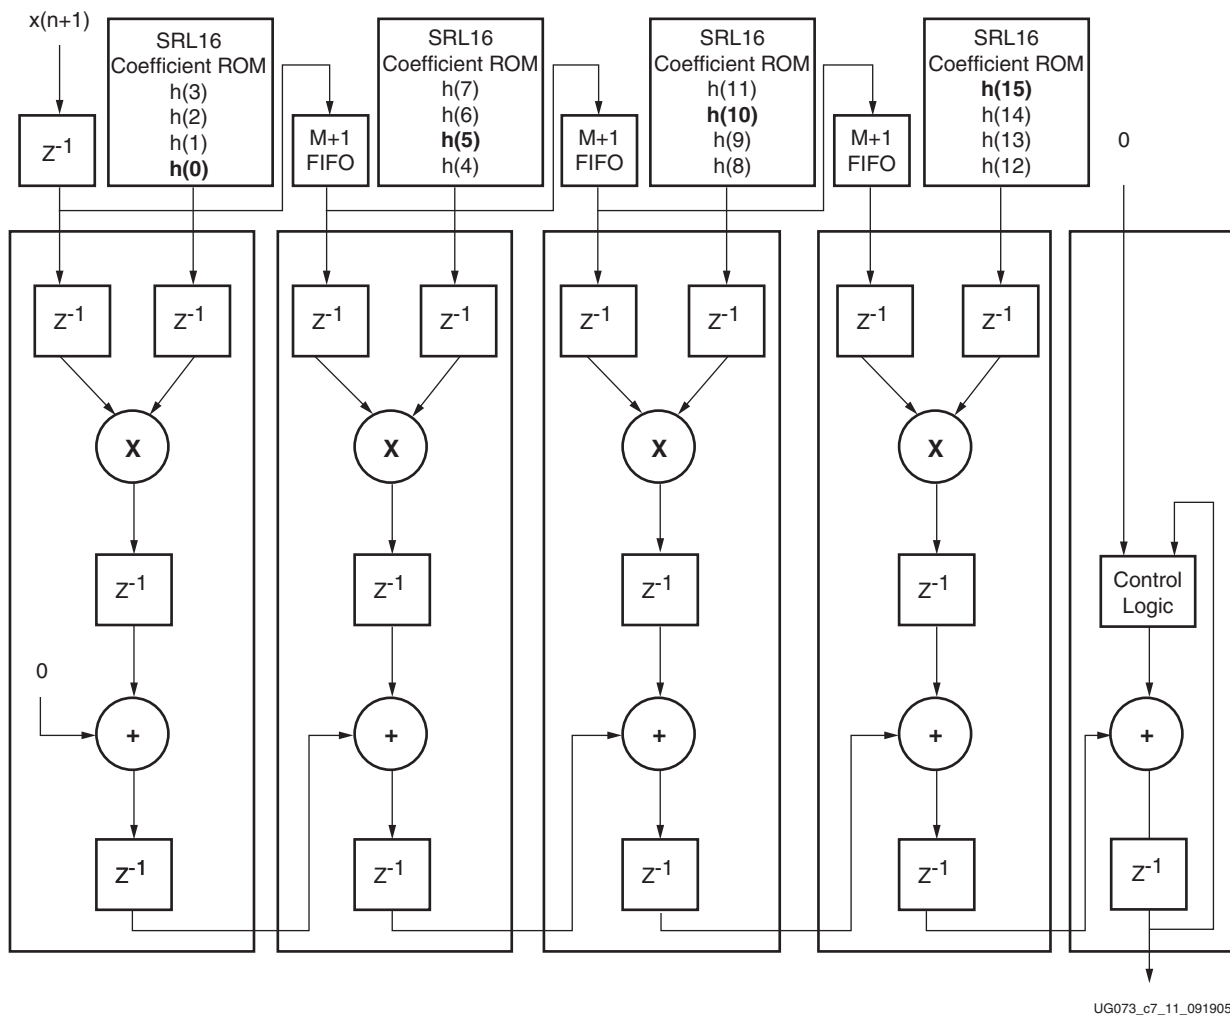 x(n+1)
SRL16
Coefficient ROM
h(3)
h(2)
h(1)
h(0)
Z-1
SRL16
Coefficient ROM
h(7)
h(6)
h(5)
h(4)
M+1
FIFO
SRL16
Coefficient ROM
h(11)
h(10)
h(9)
h(8)
M+1
FIFO
SRL16
Coefficient ROM
h(15)
h(14)
h(13)
h(12)
M+1
FIFO
0
Z-1
Z-1
Z-1
Z-1
Z-1
Z-1
Z-1
Z-1
X
X
X
X
Z-1
Z-1
Z-1
Z-1
Control
Logic
0
+
+
+
+
+
Z-1
Z-1
Z-1
Z-1
Z-1
UG073_c7_11_091905